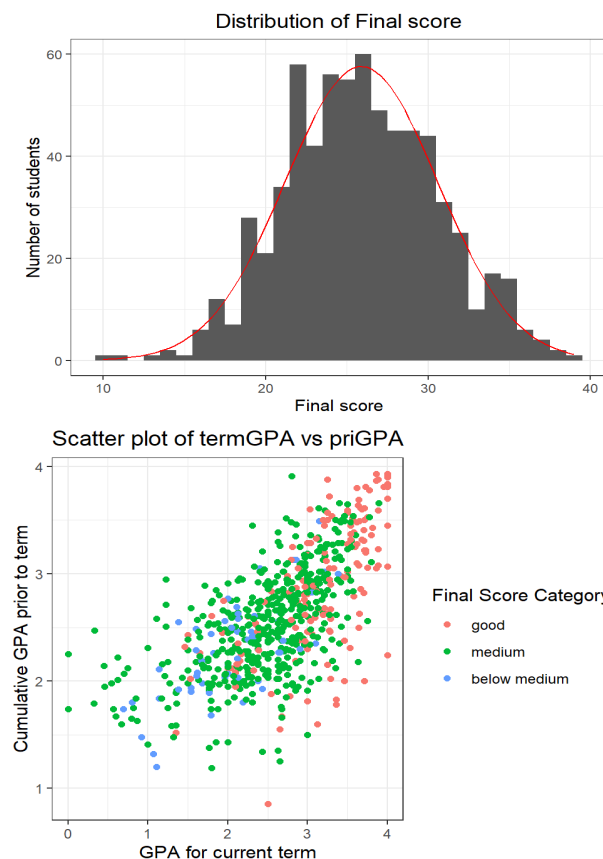 Distribution of Final score
60
40
20
0
Number of students
10 20 30
Final score
Scatter plot of termGPA vs priGPA
4
3
2
1
Cumulative GPA prior to term
0 1 2 3 4
GPA for current term
Final Score Category
good
medium
below medium